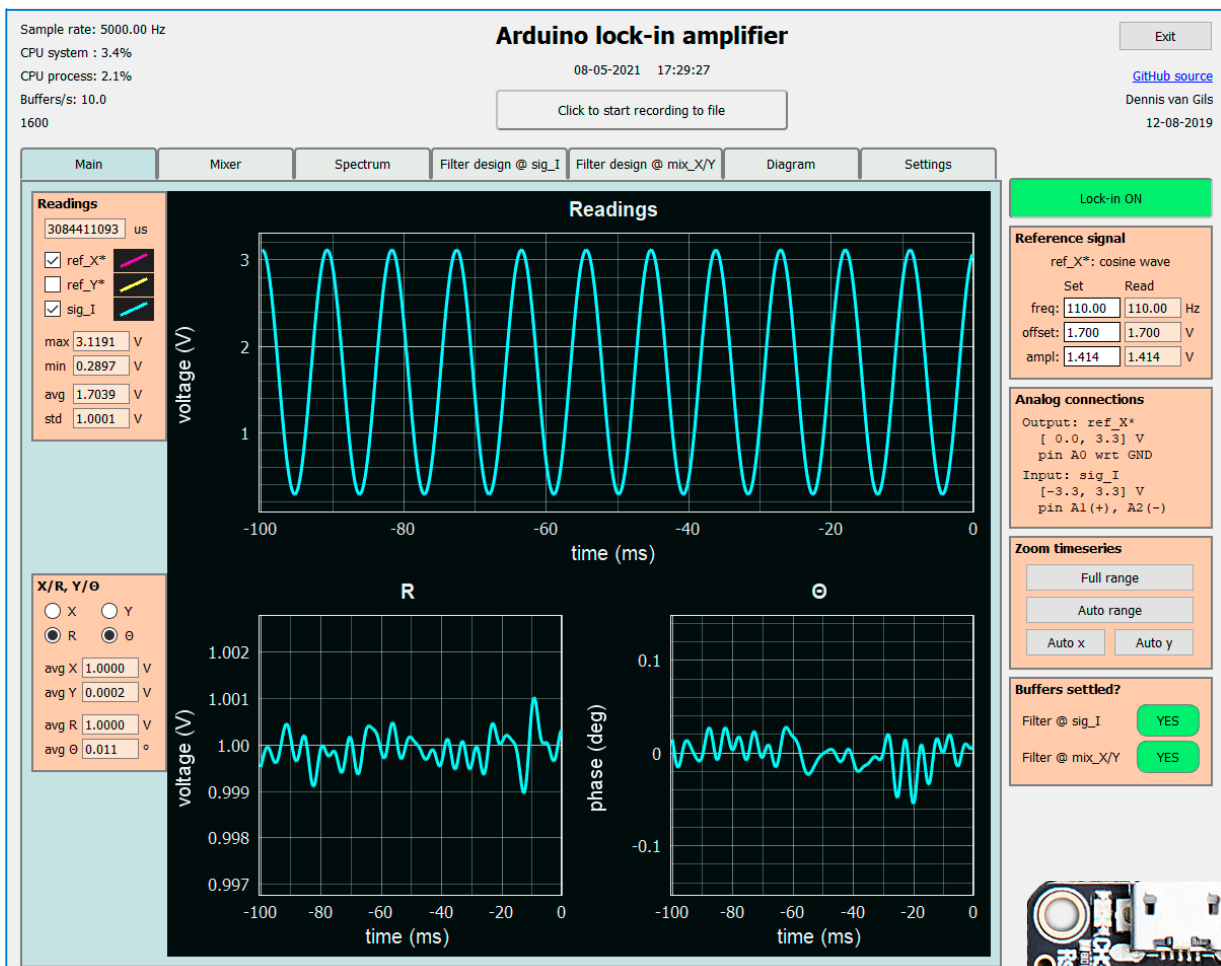 Sample rate: 5000.00 Hz
CPU system : 3.4%
CPU process: 2.1%
Buffers/s: 10.0
1600
Arduino lock-in amplifier
08-05-2021 17:29:27
Click to start recording to file
Exit
GitHub source
Dennis van Gils
12-08-2019
Main Mixer Spectrum Filter design @ sig_I Filter design @ mix_X/Y Diagram Settings
Readings
3084411093 us
ref_X*
ref_Y*
sig_I
max 3.1191 V
min 0.2897 V
avg 1.7039 V
std 1.0001 V
Readings
voltage (V)
3
2
1
-100 -80 -60 -40 -20 0
time (ms)
X/R, Y/Θ
X Y
R Θ
avg X 1.0000 V
avg Y 0.0002 V
avg R 1.0000 V
avg Θ 0.011 °
R
voltage (V)
1.002
1.001
1.00
0.999
0.998
0.997
-100 -80 -60 -40 -20 0
time (ms)
Θ
phase (deg)
0.1
0
-0.1
-100 -80 -60 -40 -20 0
time (ms)
Lock-in ON
Reference signal
ref_X*: cosine wave
Set Read
freq: 110.00 110.00 Hz
offset: 1.700 1.700 V
ampl: 1.414 1.414 V
Analog connections
Output: ref_X*
[ 0.0, 3.3] V
pin A0 wrt GND
Input: sig_I
[-3.3, 3.3] V
pin A1(+), A2(-)
Zoom timeseries
Full range
Auto range
Auto x Auto y
Buffers settled?
Filter @ sig_I YES
Filter @ mix_X/Y YES